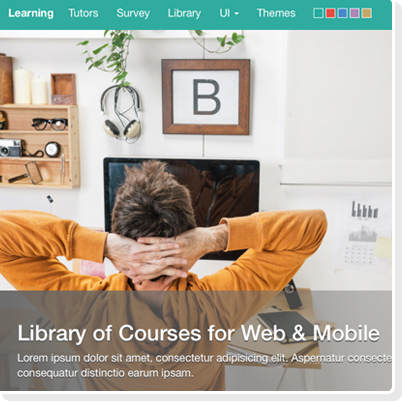 Learning Tutors Survey Library UI Themes
B
Library of Courses for Web & Mobile
Lorem ipsum dolor sit amet, consectetur adipisicing elit. Aspernatur consecte
consequatur distinctio earum ipsam.